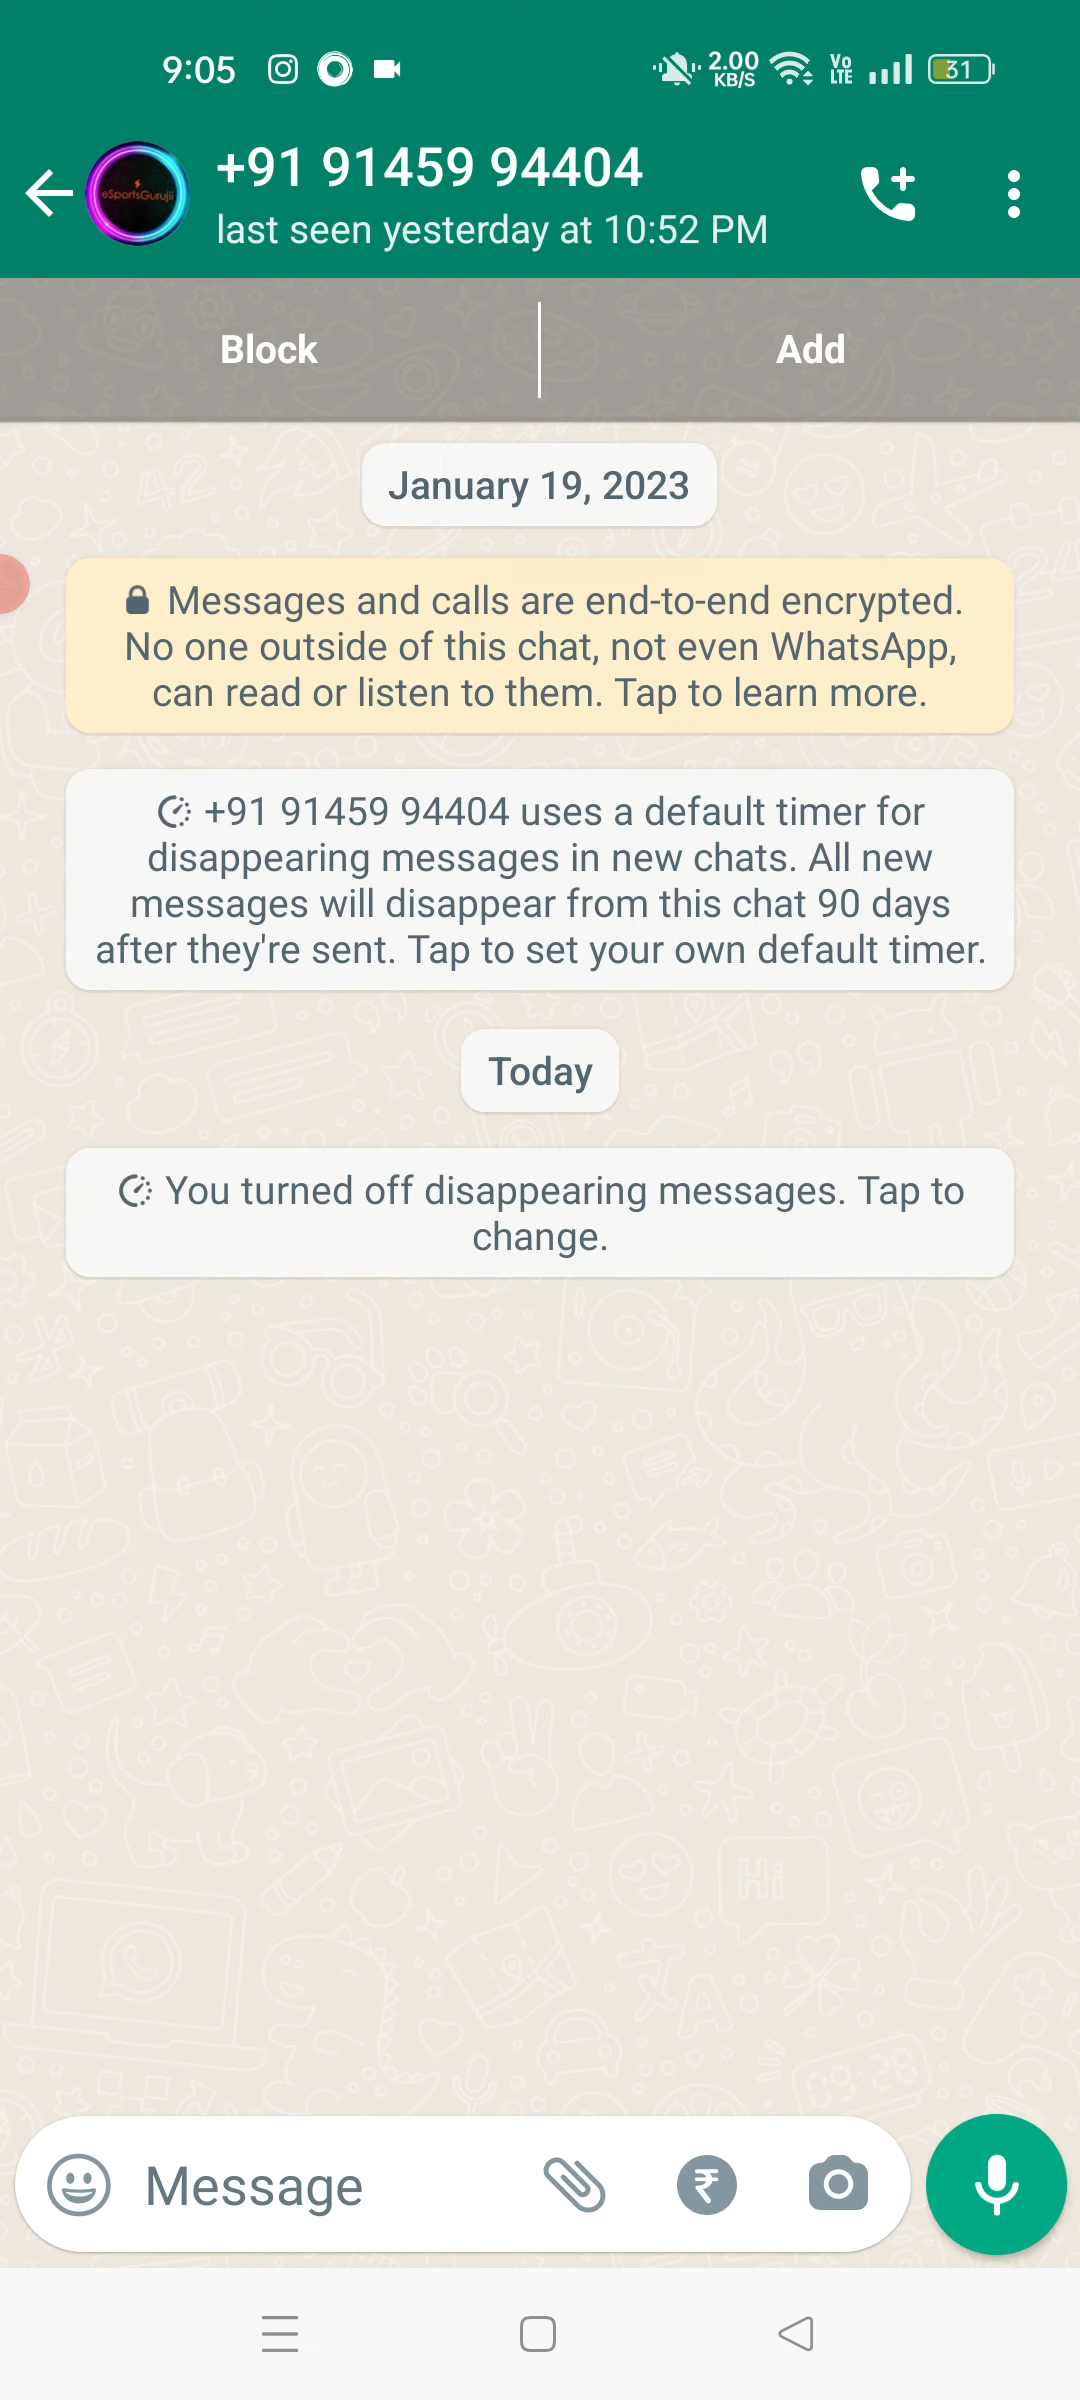 9:05
2.00
KB/S
Vo
LTE
31
+91 91459 94404
last seen yesterday at 10:52 PM
eSportsGuruji
Block
Add
January 19, 2023
Messages and calls are end-to-end encrypted.
No one outside of this chat, not even WhatsApp,
can read or listen to them. Tap to learn more.
+91 91459 94404 uses a default timer for
disappearing messages in new chats. All new
messages will disappear from this chat 90 days
after they're sent. Tap to set your own default timer.
Today
You turned off disappearing messages. Tap to
change.
Hi
09:28
Message
₹